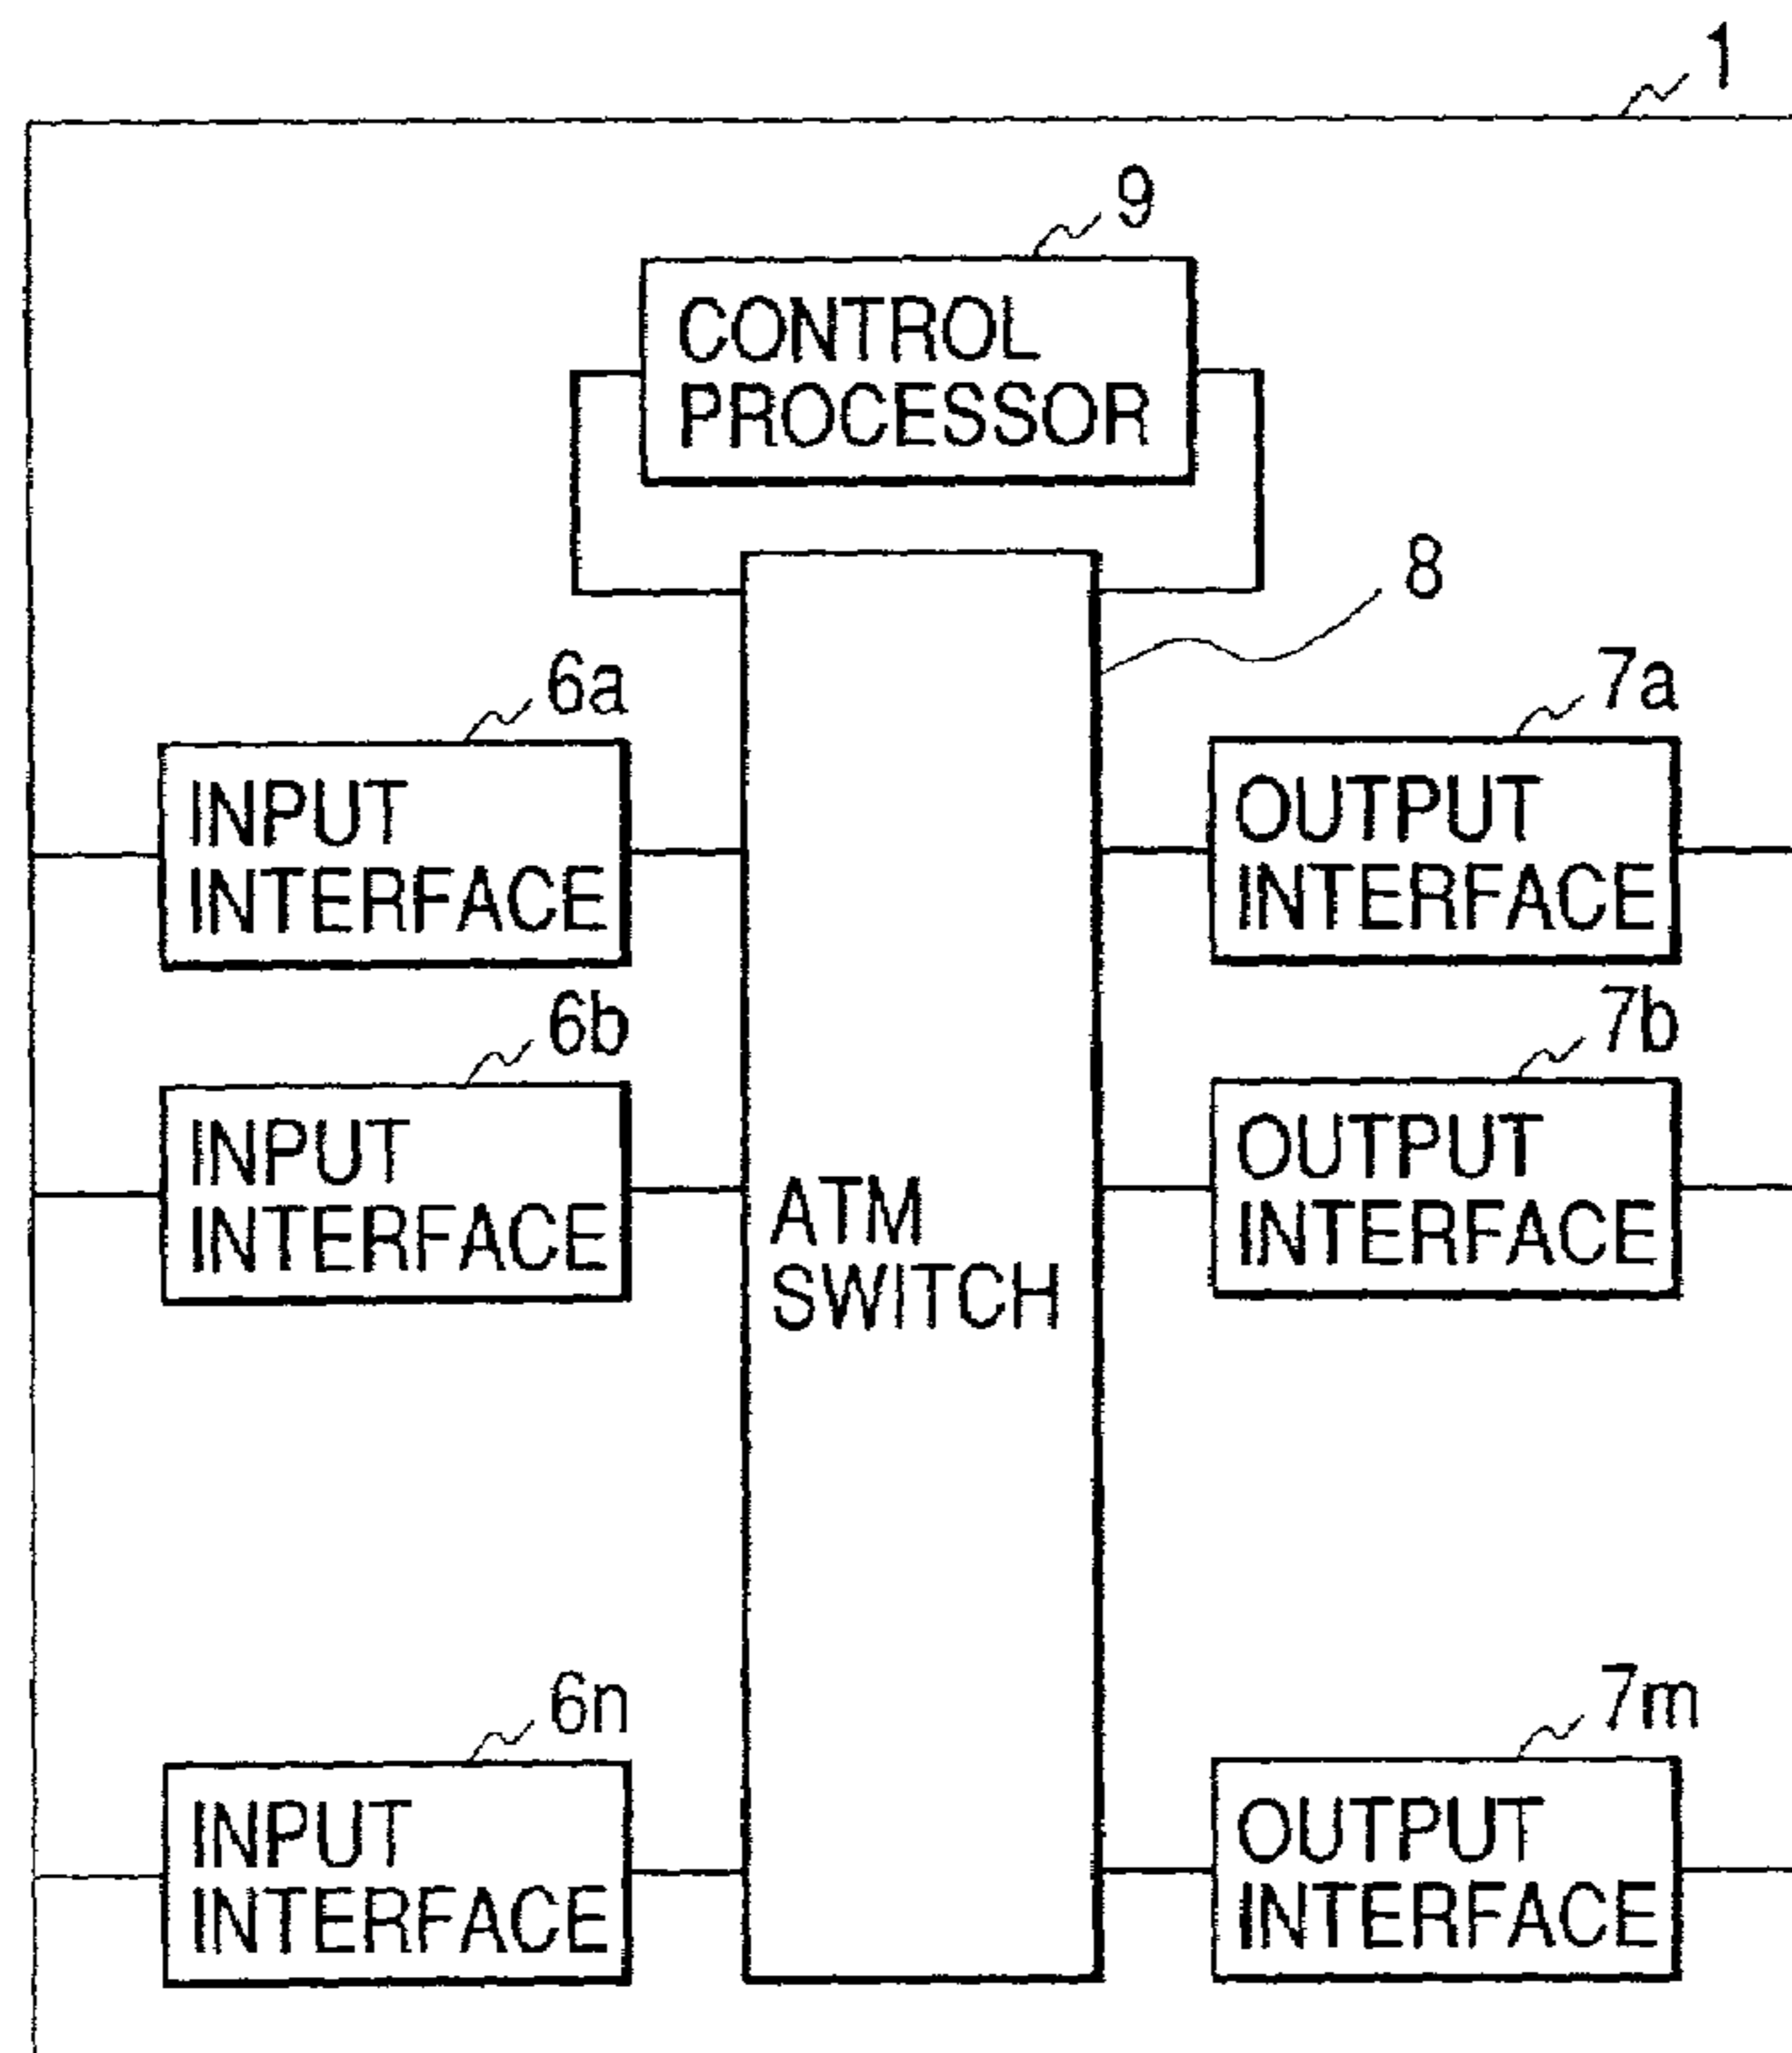 1
9
CONTROL
PROCESSOR
8
6a
INPUT
INTERFACE
7a
OUTPUT
INTERFACE
6b
INPUT
INTERFACE
7b
OUTPUT
INTERFACE
ATM
SWITCH
6n
INPUT
INTERFACE
7m
OUTPUT
INTERFACE